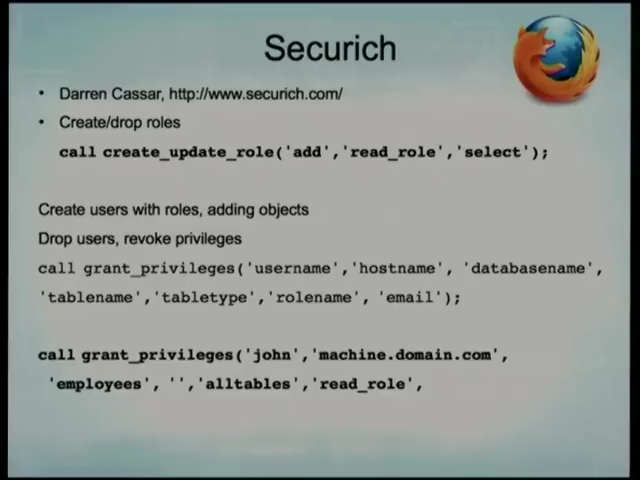 Securich
• Darren Cassar, http://www.securich.com/
• Create/drop roles
call create_update_role('add','read_role','select');
Create users with roles, adding objects
Drop users, revoke privileges
call grant_privileges('username','hostname', 'databasename',
'tablename','tabletype','rolename', 'email');
call grant_privileges('john','machine.domain.com',
'employees', '','alltables','read_role',